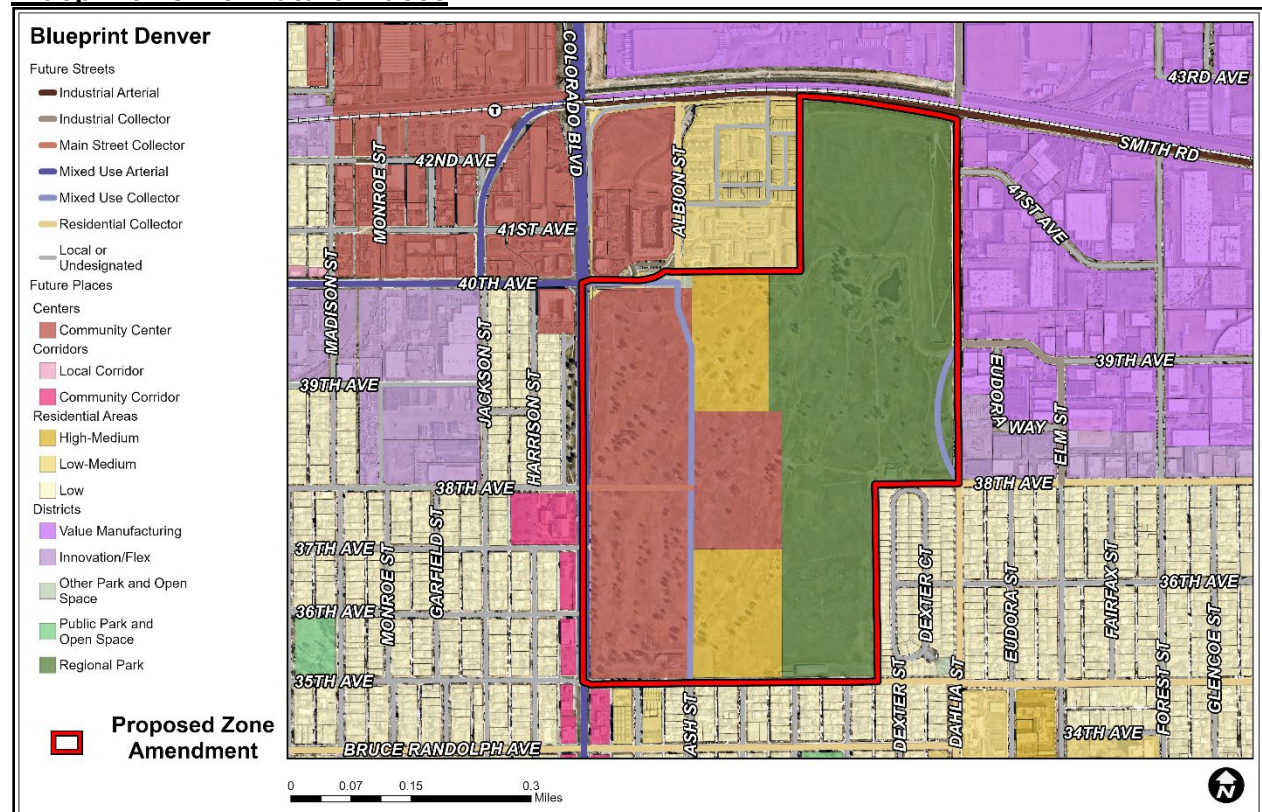 Blueprint Denver
Future Streets
Industrial Arterial
Industrial Collector
Main Street Collector
Mixed Use Arterial
Mixed Use Collector
Residential Collector
Local or
Undesignated
Future Places
Centers
Community Center
Corridors
Local Corridor
Community Corridor
Residential Areas
High-Medium
Low-Medium
Low
Districts
Value Manufacturing
Innovation/Flex
Other Park and Open
Space
Public Park and
Open Space
Regional Park
Proposed Zone
Amendment
COLORADO BLVD
43RD AVE
T
SMITH RD
42ND AVE
MONROE ST
ALBION ST
41ST AVE
41ST AVE
40TH AVE
MADISON ST
JACKSON ST
HARRISON ST
39TH AVE
39TH AVE
EUDORA WAY
ELM ST
38TH AVE
38TH AVE
37TH AVE
MONROE ST
GARFIELD ST
36TH AVE
36TH AVE
DEXTER CT
EUDORA ST
FAIRFAX ST
GLENCOE ST
35TH AVE
ASH ST
DEXTER ST
DAHLIA ST
FOREST ST
34TH AVE
BRUCE RANDOLPH AVE
0 0.07 0.15 0.3
Miles
N